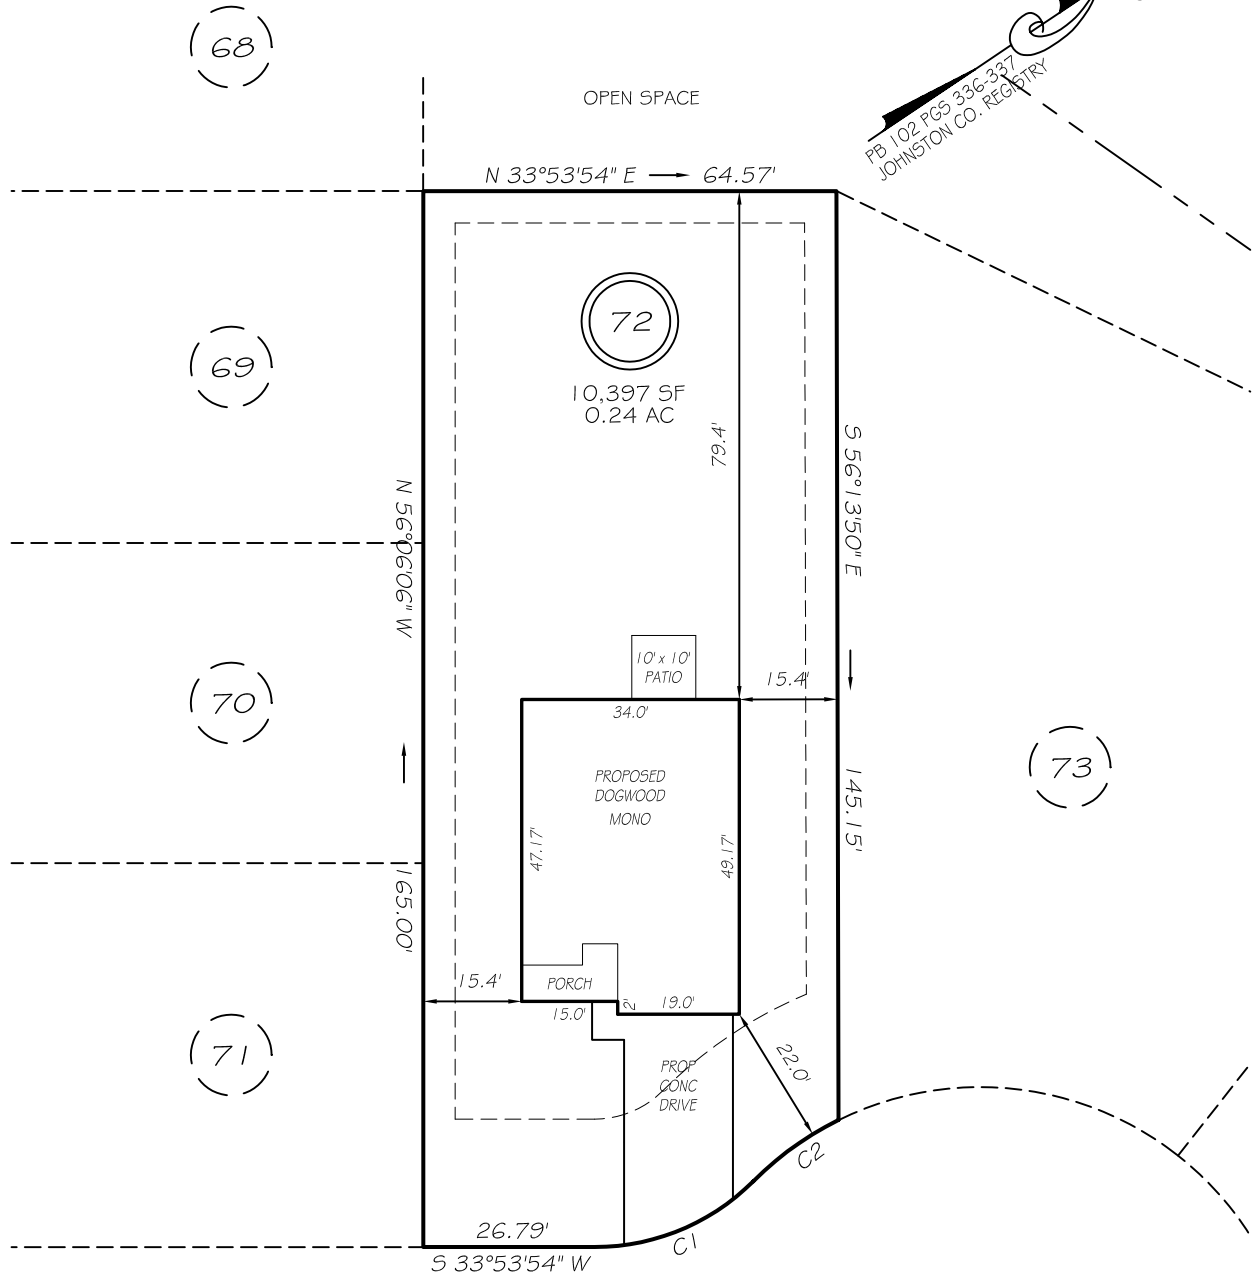 68
OPEN SPACE
PB 102 PGS 336-337
JOHNSTON CO. REGISTRY
N 33°53'54" E 64.57'
72
10,397 SF
0.24 AC
69
79.4'
S 56°13'50" E
N 56°06'06" W
10' x 10'
PATIO
15.4'
34.0'
70
73
PROPOSED
DOGWOOD
MONO
47.17'
49.17'
145.15'
165.00'
15.4'
PORCH
15.0'
2'
19.0'
71
PROP
CONC
DRIVE
22.0'
C2
26.79'
C1
S 33°53'54" W